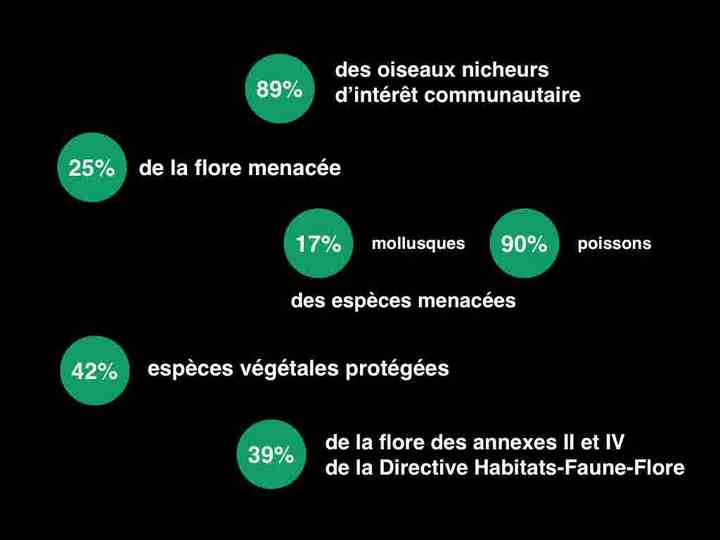 89%
des oiseaux nicheurs
d’intérêt communautaire
25% de la flore menacée
17% mollusques 90% poissons
des espèces menacées
42% espèces végétales protégées
39%
de la flore des annexes II et IV
de la Directive Habitats-Faune-Flore